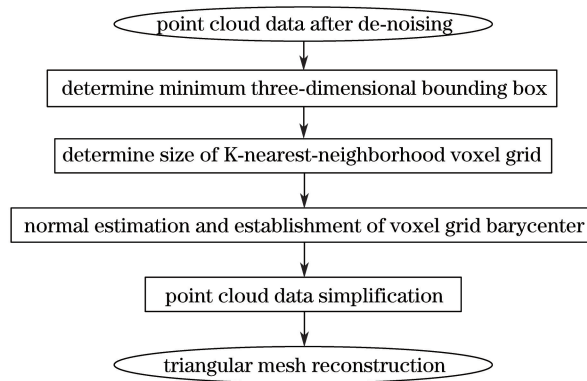 point cloud data after de-noising
determine minimum three-dimensional bounding box
determine size of K-nearest-neighborhood voxel grid
normal estimation and establishment of voxel grid barycenter
point cloud data simplification
triangular mesh reconstruction